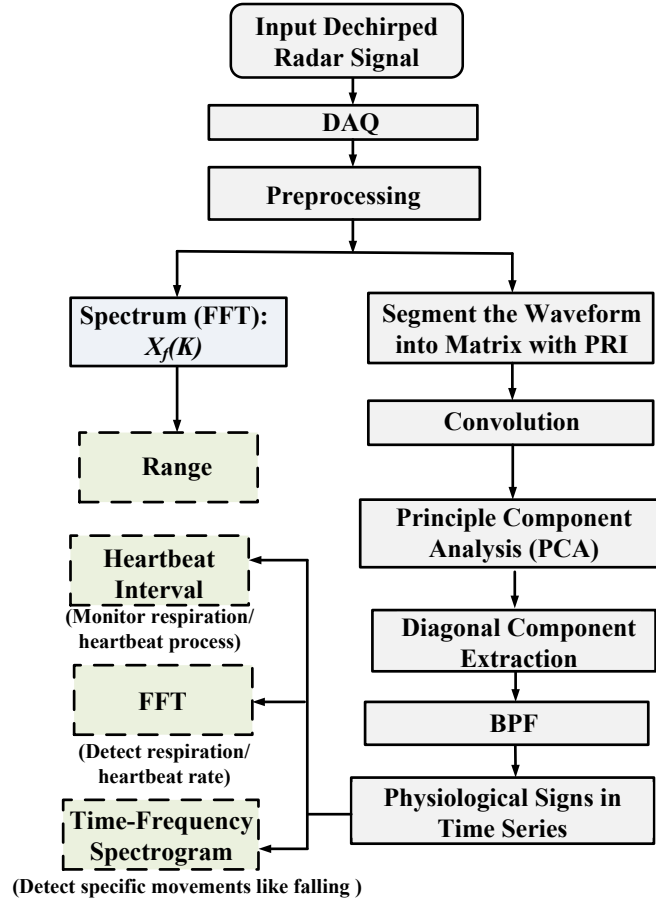 Input Dechirped
Radar Signal
DAQ
Preprocessing
Spectrum (FFT):
X_f(K)
Range
Segment the Waveform
into Matrix with PRI
Convolution
Principle Component
Analysis (PCA)
Diagonal Component
Extraction
BPF
Physiological Signs in
Time Series
Heartbeat
Interval
(Monitor respiration/
heartbeat process)
FFT
(Detect respiration/
heartbeat rate)
Time-Frequency
Spectrogram
(Detect specific movements like falling )